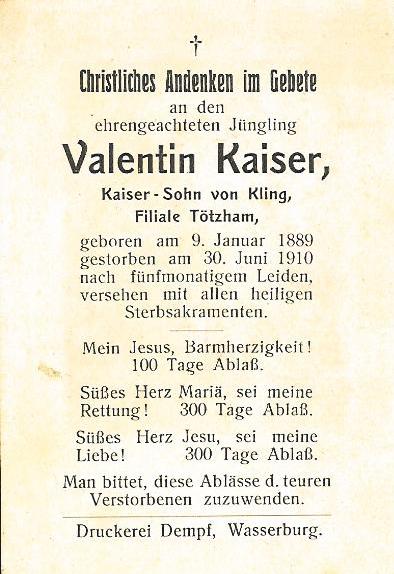 †
Christliches Andenken im Gebete
an den
ehrengeachteten Jüngling
Valentin Kaiser,
Kaiser-Sohn von Kling,
Filiale Tötzham,
geboren am 9. Januar 1889
gestorben am 30. Juni 1910
nach fünfmonatigem Leiden,
versehen mit allen heiligen
Sterbsakramenten.
Mein Jesus, Barmherzigkeit!
100 Tage Ablaß.
Süßes Herz Mariä, sei meine
Rettung! 300 Tage Ablaß.
Süßes Herz Jesu, sei meine
Liebe! 300 Tage Ablaß.
Man bittet, diese Ablässe d. teuren
Verstorbenen zuzuwenden.
Druckerei Dempf, Wasserburg.